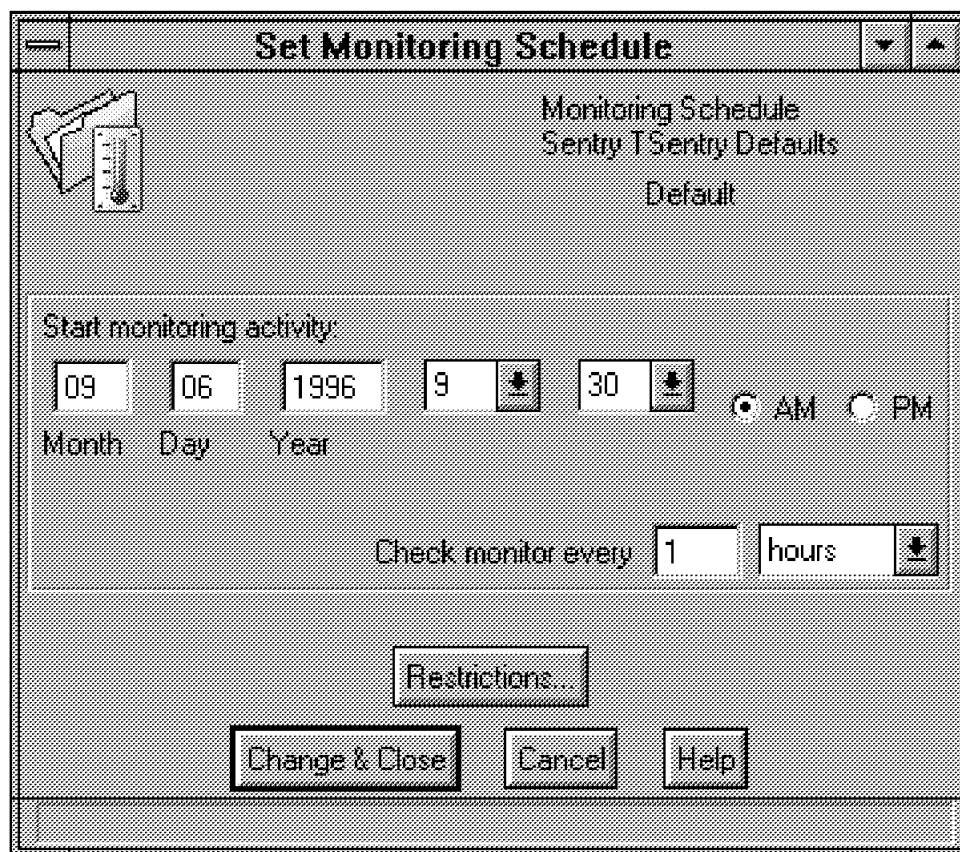 Set Monitoring Schedule
Monitoring Schedule
Sentry TSentry Defaults
Default
Start monitoring activity:
09 06 1996 9 30 AM PM
Month Day Year
Check monitor every 1 hours
Restrictions...
Change & Close Cancel Help